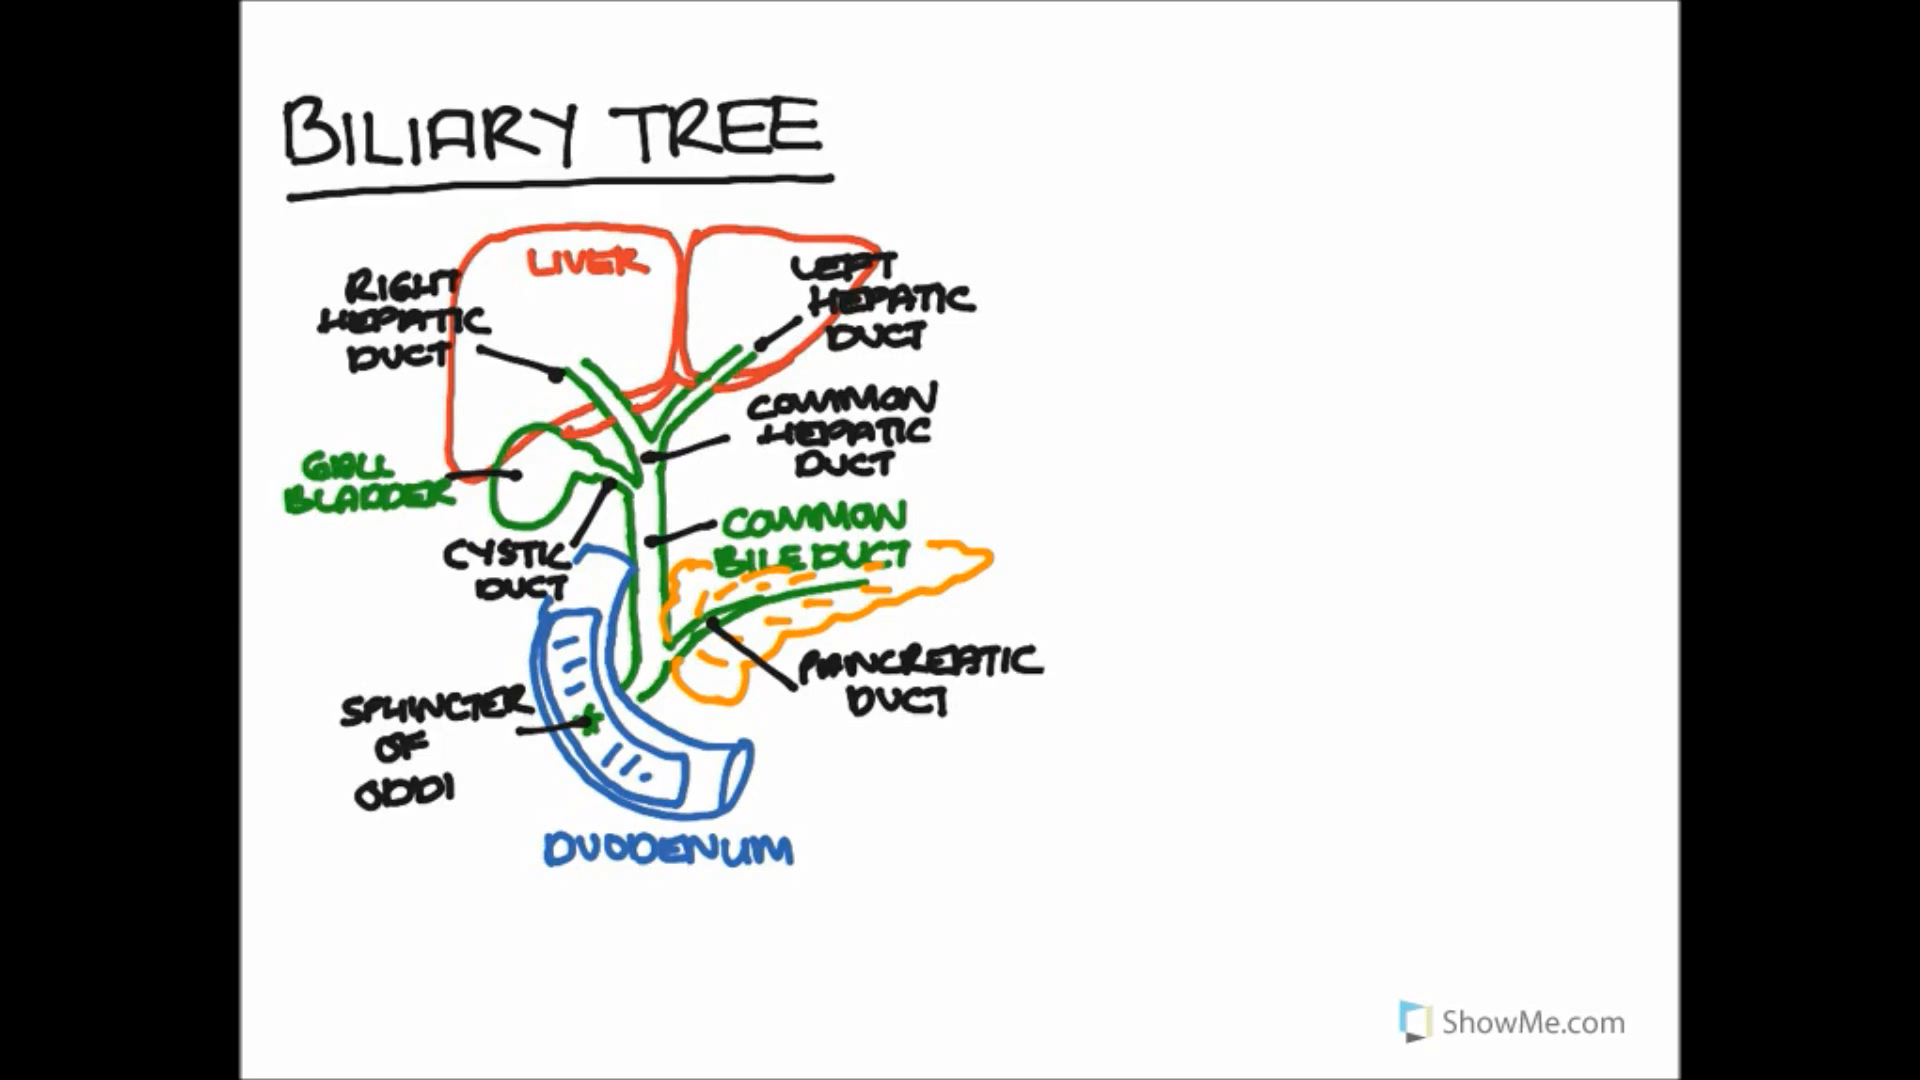 BILIARY TREE
LIVER
RIGHT
HEPATIC
DUCT
LEFT
HEPATIC
DUCT
COMMON
HEPATIC
DUCT
GALL
BLADDER
COMMON
BILE DUCT
CYSTIC
DUCT
PANCREATIC
DUCT
SPHINCTER
OF
ODDI
DUODENUM
ShowMe.com